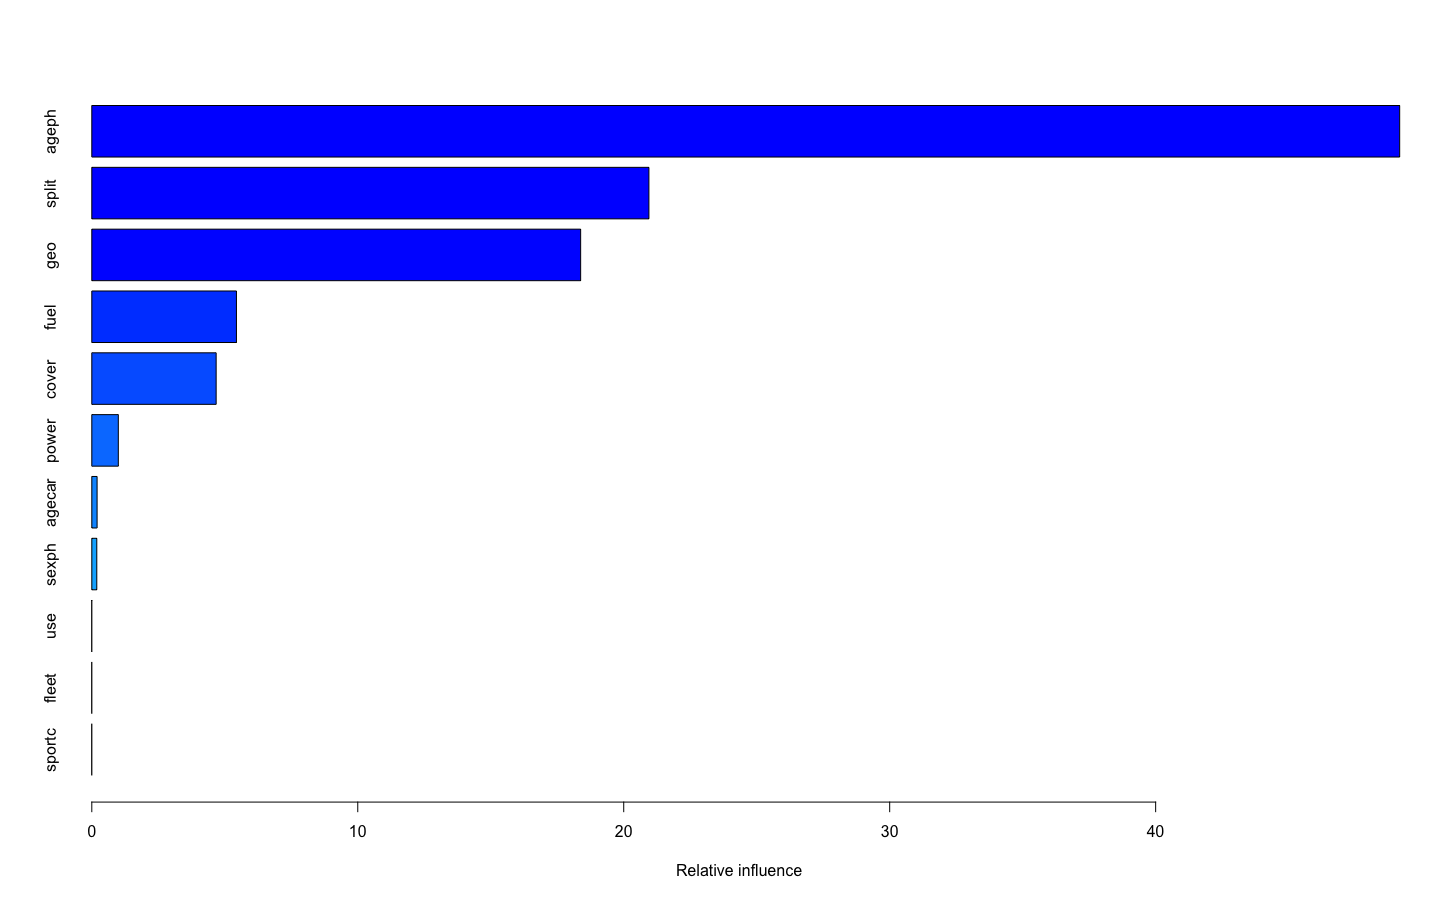 ageph
split
geo
fuel
cover
power
agecar
sexph
use
fleet
sportc
0 10 20 30 40
Relative influence